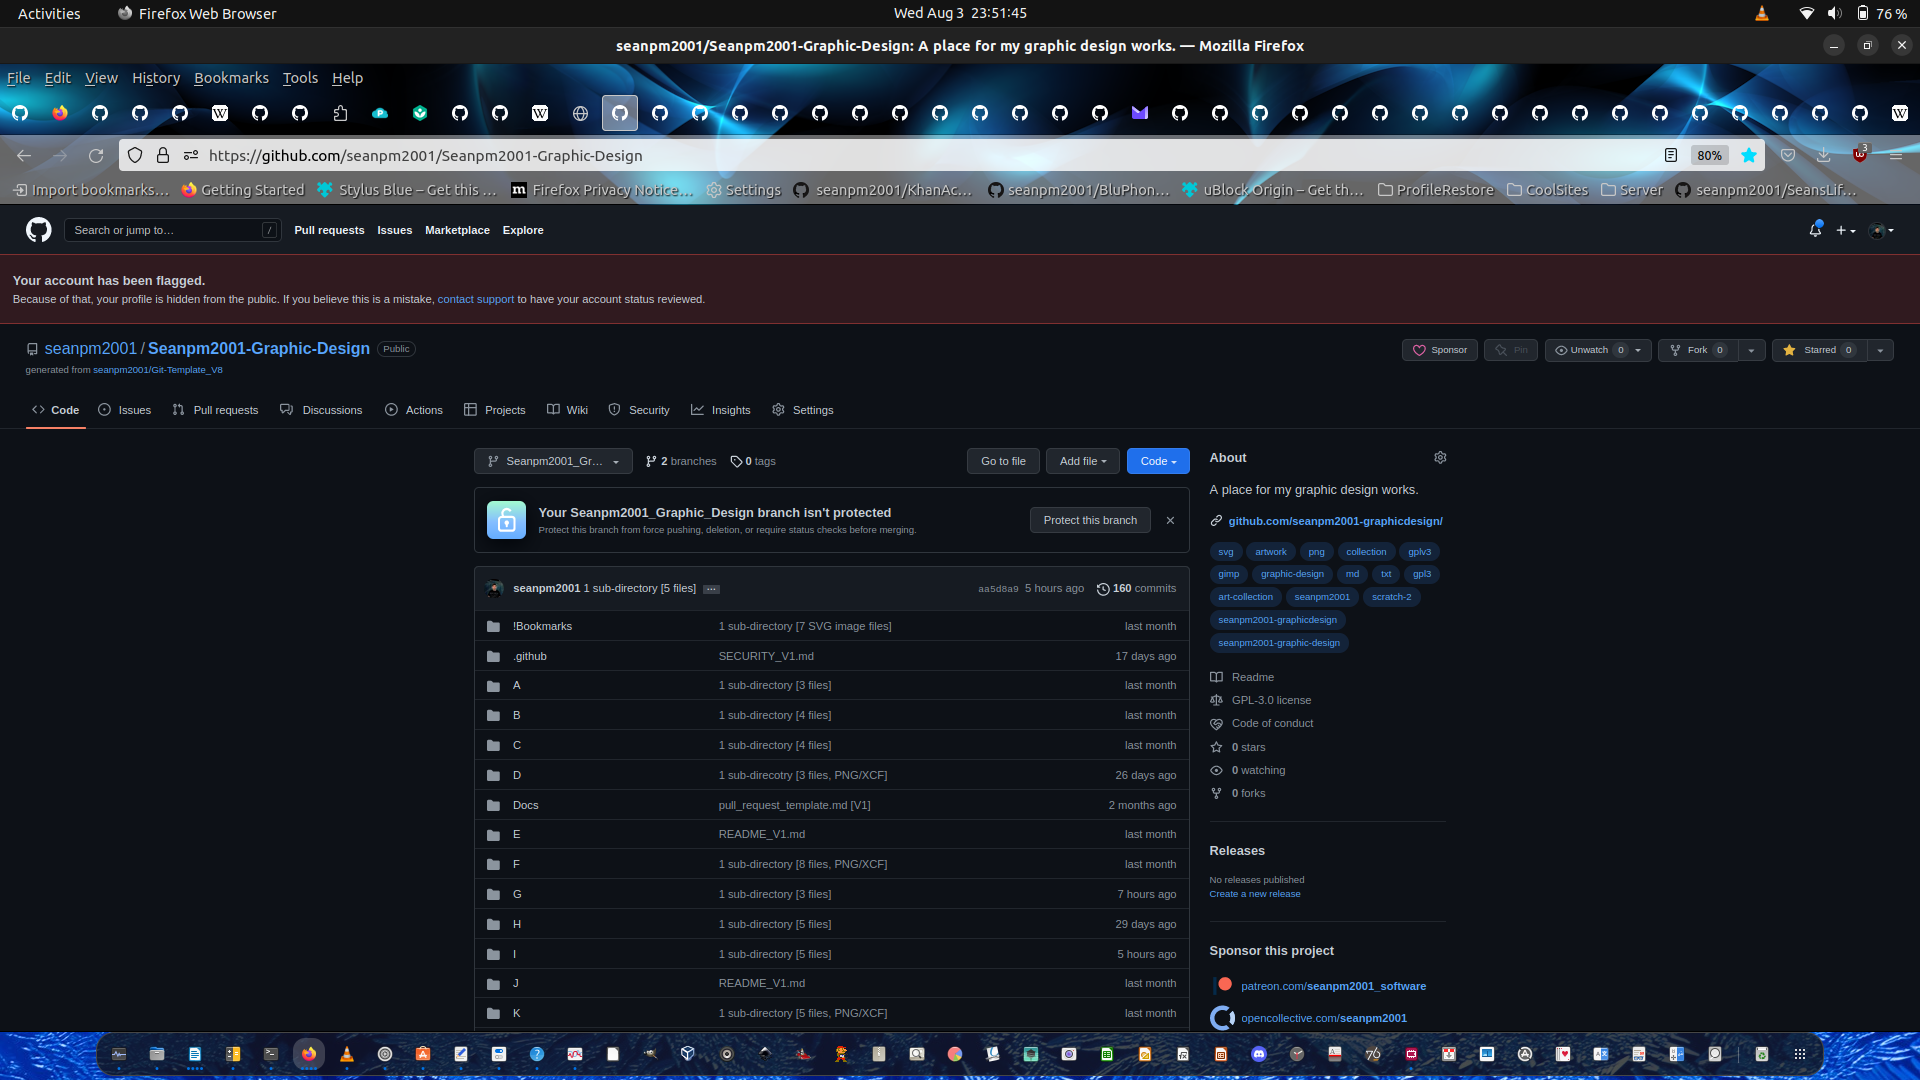 Activities
Firefox Web Browser
Wed Aug 3 23:51:45
76 %
seanpm2001/Seanpm2001-Graphic-Design: A place for my graphic design works. — Mozilla Firefox
File Edit View History Bookmarks Tools Help
https://github.com/seanpm2001/Seanpm2001-Graphic-Design
80%
3
Import bookmarks… Getting Started Stylus Blue – Get this … Firefox Privacy Notice… Settings seanpm2001/KhanAc… seanpm2001/BluPhon… uBlock Origin – Get th… ProfileRestore CoolSites Server seanpm2001/SeansLif…
Search or jump to… /
Pull requests Issues Marketplace Explore
Your account has been flagged.
Because of that, your profile is hidden from the public. If you believe this is a mistake, contact support to have your account status reviewed.
seanpm2001 / Seanpm2001-Graphic-Design Public
generated from seanpm2001/Git-Template_V8
Sponsor Pin Unwatch 0 Fork 0 Starred 0
Code Issues Pull requests Discussions Actions Projects Wiki Security Insights Settings
Seanpm2001_Gr… 2 branches 0 tags
Go to file Add file Code
Your Seanpm2001_Graphic_Design branch isn't protected
Protect this branch from force pushing, deletion, or require status checks before merging.
Protect this branch
seanpm2001 1 sub-directory [5 files] … aa5d8a9 5 hours ago 160 commits
!Bookmarks 1 sub-directory [7 SVG image files] last month
.github SECURITY_V1.md 17 days ago
A 1 sub-directory [3 files] last month
B 1 sub-directory [4 files] last month
C 1 sub-directory [4 files] last month
D 1 sub-direcotry [3 files, PNG/XCF] 26 days ago
Docs pull_request_template.md [V1] 2 months ago
E README_V1.md last month
F 1 sub-directory [8 files, PNG/XCF] last month
G 1 sub-directory [3 files] 7 hours ago
H 1 sub-directory [5 files] 29 days ago
I 1 sub-directory [5 files] 5 hours ago
J README_V1.md last month
K 1 sub-directory [5 files, PNG/XCF] last month
About
A place for my graphic design works.
github.com/seanpm2001-graphicdesign/
svg artwork png collection gplv3
gimp graphic-design md txt gpl3
art-collection seanpm2001 scratch-2
seanpm2001-graphicdesign
seanpm2001-graphic-design
Readme
GPL-3.0 license
Code of conduct
0 stars
0 watching
0 forks
Releases
No releases published
Create a new release
Sponsor this project
patreon.com/seanpm2001_software
opencollective.com/seanpm2001